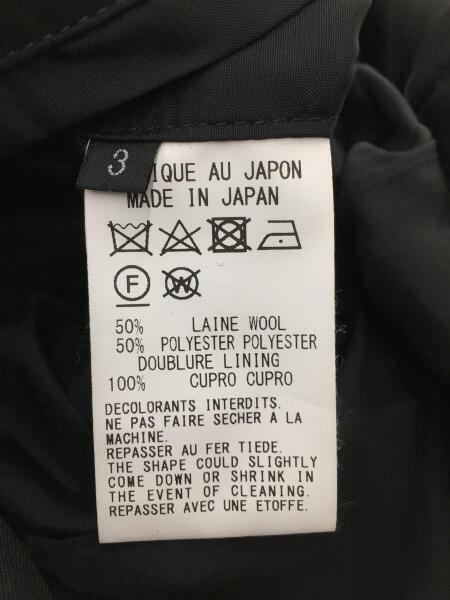 3
IQUE AU JAPON
MADE IN JAPAN
F W
50% LAINE WOOL
50% POLYESTER POLYESTER
DOUBLURE LINING
100% CUPRO CUPRO
DECOLORANTS INTERDITS.
NE PAS FAIRE SECHER A LA
MACHINE.
REPASSER AU FER TIEDE.
THE SHAPE COULD SLIGHTLY
COME DOWN OR SHRINK IN
THE EVENT OF CLEANING.
REPASSER AVEC UNE ETOFFE.